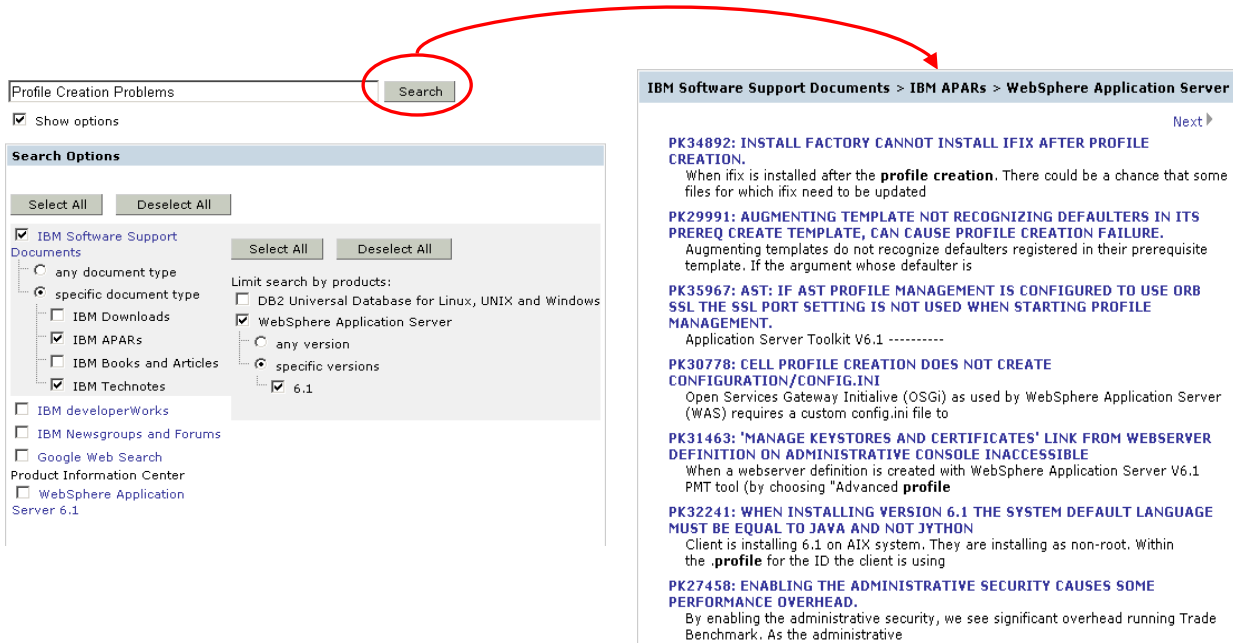 Profile Creation Problems
Search
Show options
Search Options
Select All
Deselect All
IBM Software Support
Documents
any document type
specific document type
IBM Downloads
IBM APARs
IBM Books and Articles
IBM Technotes
IBM developerWorks
IBM Newsgroups and Forums
Google Web Search
Product Information Center
WebSphere Application
Server 6.1
Select All
Deselect All
Limit search by products:
DB2 Universal Database for Linux, UNIX and Windows
WebSphere Application Server
any version
specific versions
6.1
IBM Software Support Documents > IBM APARs > WebSphere Application Server
Next
PK34892: INSTALL FACTORY CANNOT INSTALL IFIX AFTER PROFILE
CREATION.
When ifix is installed after the profile creation. There could be a chance that some
files for which ifix need to be updated
PK29991: AUGMENTING TEMPLATE NOT RECOGNIZING DEFAULTERS IN ITS
PREREQ CREATE TEMPLATE, CAN CAUSE PROFILE CREATION FAILURE.
Augmenting templates do not recognize defaulters registered in their prerequisite
template. If the argument whose defaulter is
PK35967: AST: IF AST PROFILE MANAGEMENT IS CONFIGURED TO USE ORB
SSL THE SSL PORT SETTING IS NOT USED WHEN STARTING PROFILE
MANAGEMENT.
Application Server Toolkit V6.1 ----------
PK30778: CELL PROFILE CREATION DOES NOT CREATE
CONFIGURATION/CONFIG.INI
Open Services Gateway Initialive (OSGi) as used by WebSphere Application Server
(WAS) requires a custom config.ini file to
PK31463: 'MANAGE KEYSTORES AND CERTIFICATES' LINK FROM WEBSERVER
DEFINITION ON ADMINISTRATIVE CONSOLE INACCESSIBLE
When a webserver definition is created with WebSphere Application Server V6.1
PMT tool (by choosing "Advanced profile
PK32241: WHEN INSTALLING VERSION 6.1 THE SYSTEM DEFAULT LANGUAGE
MUST BE EQUAL TO JAVA AND NOT JYTHON
Client is installing 6.1 on AIX system. They are installing as non-root. Within
the .profile for the ID the client is using
PK27458: ENABLING THE ADMINISTRATIVE SECURITY CAUSES SOME
PERFORMANCE OVERHEAD.
By enabling the administrative security, we see significant overhead running Trade
Benchmark. As the administrative